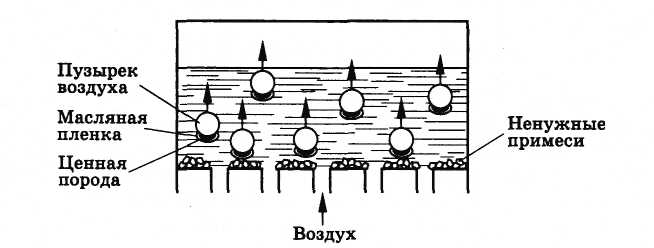 Пузырек
воздуха
Масляная
пленка
Ценная
порода
Ненужные
примеси
Воздух